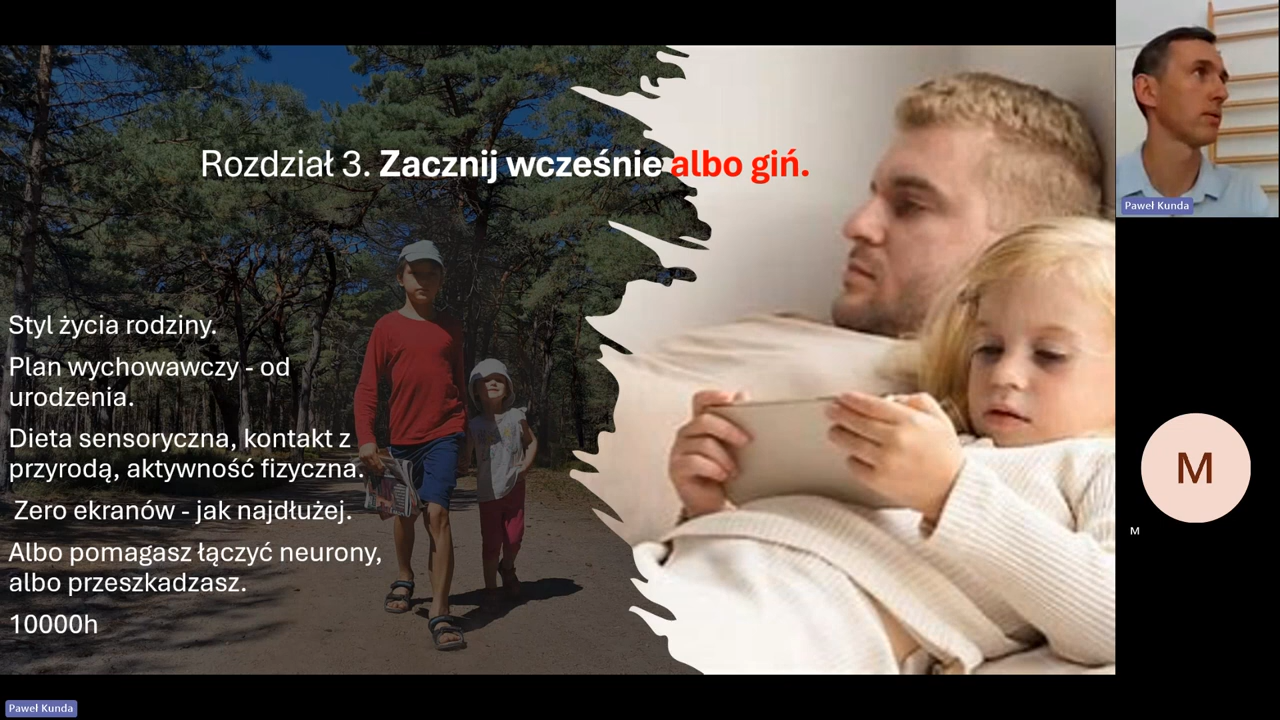 Rozdział 3. Zacznij wcześnie albo giń.
Styl życia rodziny.
Plan wychowawczy - od
urodzenia.
Dieta sensoryczna, kontakt z
przyrodą, aktywność fizyczna.
Zero ekranów - jak najdłużej.
Albo pomagasz łączyć neurony,
albo przeszkadzasz.
10000h
Paweł Kunda
M
M
Paweł Kunda